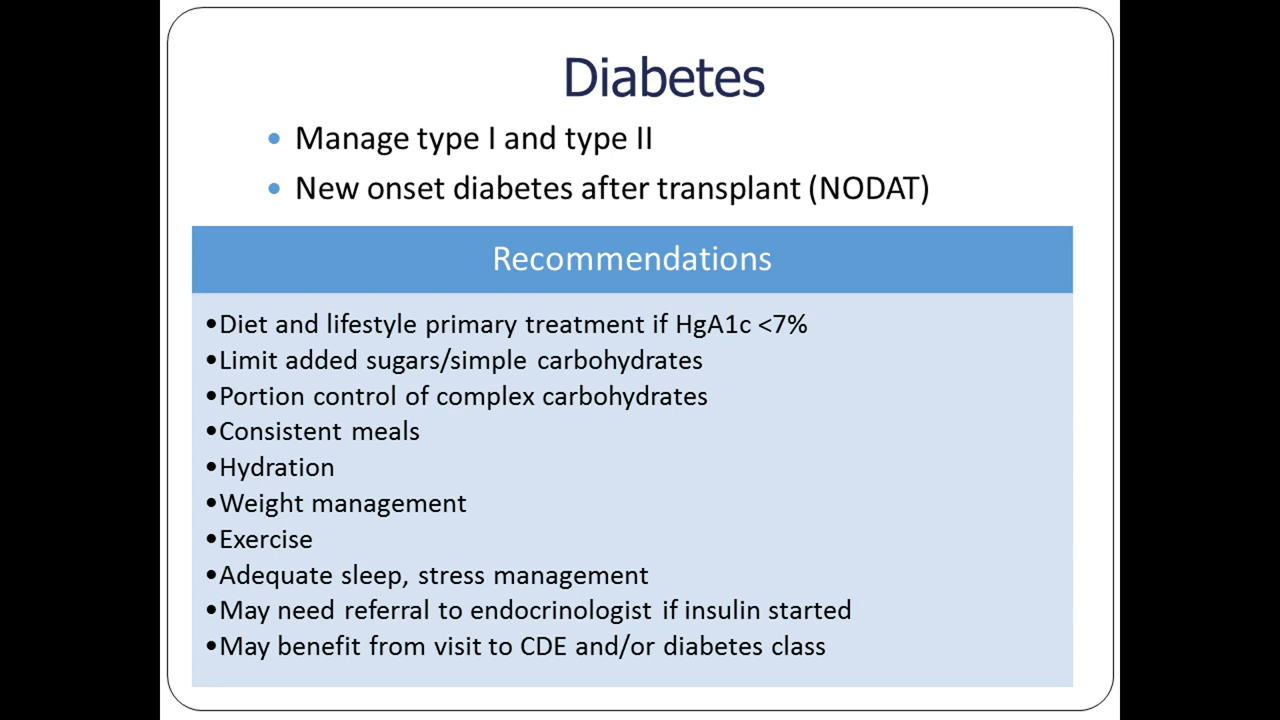 Diabetes
• Manage type I and type II
• New onset diabetes after transplant (NODAT)
Recommendations
•Diet and lifestyle primary treatment if HgA1c <7%
•Limit added sugars/simple carbohydrates
•Portion control of complex carbohydrates
•Consistent meals
•Hydration
•Weight management
•Exercise
•Adequate sleep, stress management
•May need referral to endocrinologist if insulin started
•May benefit from visit to CDE and/or diabetes class